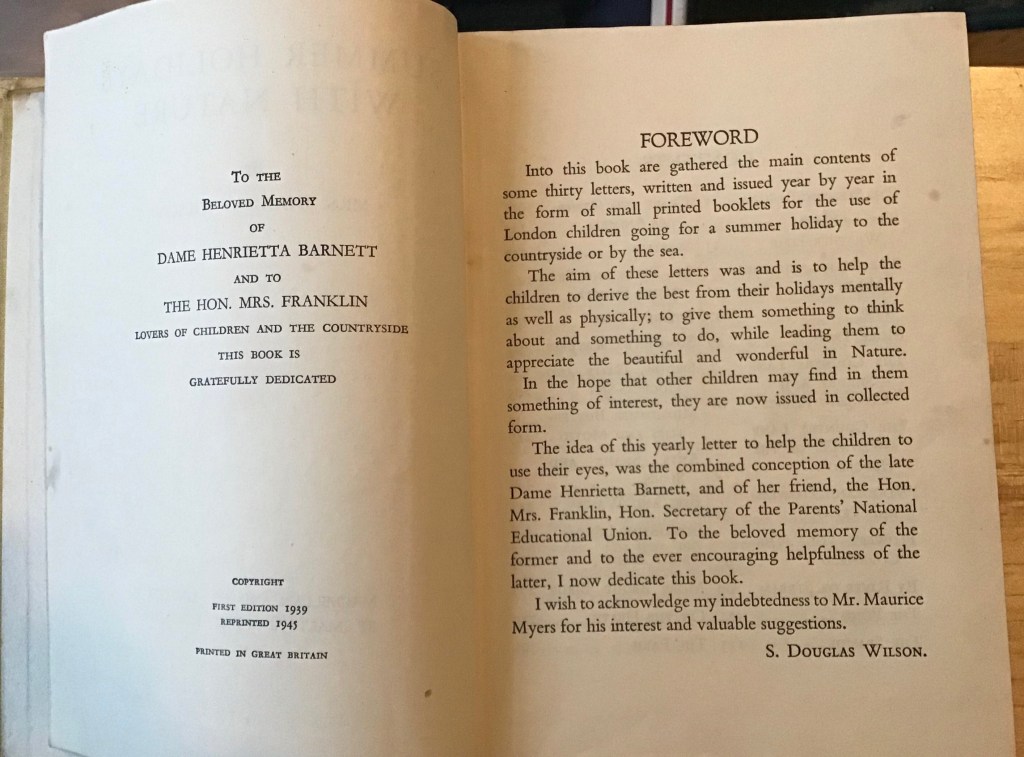 TO THE
BELOVED MEMORY
OF
DAME HENRIETTA BARNETT
AND TO
THE HON. MRS. FRANKLIN
LOVERS OF CHILDREN AND THE COUNTRYSIDE
THIS BOOK IS
GRATEFULLY DEDICATED
COPYRIGHT
FIRST EDITION 1939
REPRINTED 1945
PRINTED IN GREAT BRITAIN
FOREWORD
Into this book are gathered the main contents of
some thirty letters, written and issued year by year in
the form of small printed booklets for the use of
London children going for a summer holiday to the
countryside or by the sea.
The aim of these letters was and is to help the
children to derive the best from their holidays mentally
as well as physically; to give them something to think
about and something to do, while leading them to
appreciate the beautiful and wonderful in Nature.
In the hope that other children may find in them
something of interest, they are now issued in collected
form.
The idea of this yearly letter to help the children to
use their eyes, was the combined conception of the late
Dame Henrietta Barnett, and of her friend, the Hon.
Mrs. Franklin, Hon. Secretary of the Parents' National
Educational Union. To the beloved memory of the
former and to the ever encouraging helpfulness of the
latter, I now dedicate this book.
I wish to acknowledge my indebtedness to Mr. Maurice
Myers for his interest and valuable suggestions.
S. DOUGLAS WILSON.